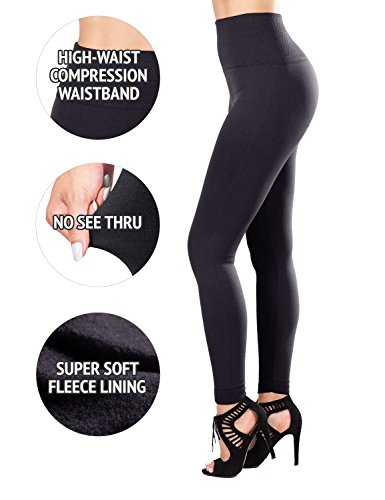 HIGH-WAIST
COMPRESSION
WAISTBAND
NO SEE THRU
SUPER SOFT
FLEECE LINING